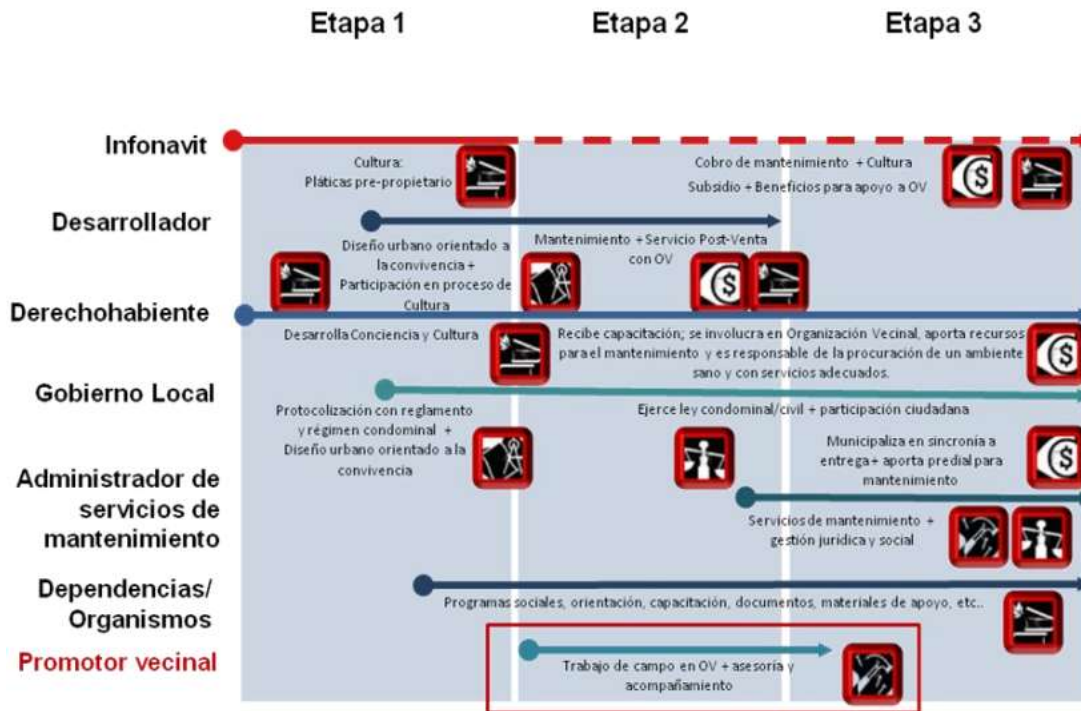 Etapa 1
Etapa 2
Etapa 3
Infonavit
Cultura:
Pláticas pre-propietario
Cobro de mantenimiento + Cultura
Subsidio + Beneficios para apoyo a OV
Desarrollador
Diseño urbano orientado a
la convivencia +
Participación en proceso de
Cultura
Mantenimiento + Servicio Post-Venta
con OV
Derechohabiente
Desarrolla Conciencia y Cultura
Recibe capacitación; se involucra en Organización Vecinal, aporta recursos
para el mantenimiento y es responsable de la procuración de un ambiente
sano y con servicios adecuados.
Gobierno Local
Protocolización con reglamento
y régimen condominal +
Diseño urbano orientado a la
convivencia
Ejerce ley condominal/civil + participación ciudadana
Municipaliza en sincronía a
entrega+ aporta predial para
mantenimiento
Administrador de
servicios de
mantenimiento
Servicios de mantenimiento +
gestión jurídica y social
Dependencias/
Organismos
Programas sociales, orientación, capacitación, documentos, materiales de apoyo, etc..
Promotor vecinal
Trabajo de campo en OV + asesoría y
acompañamiento
$
$
$
$